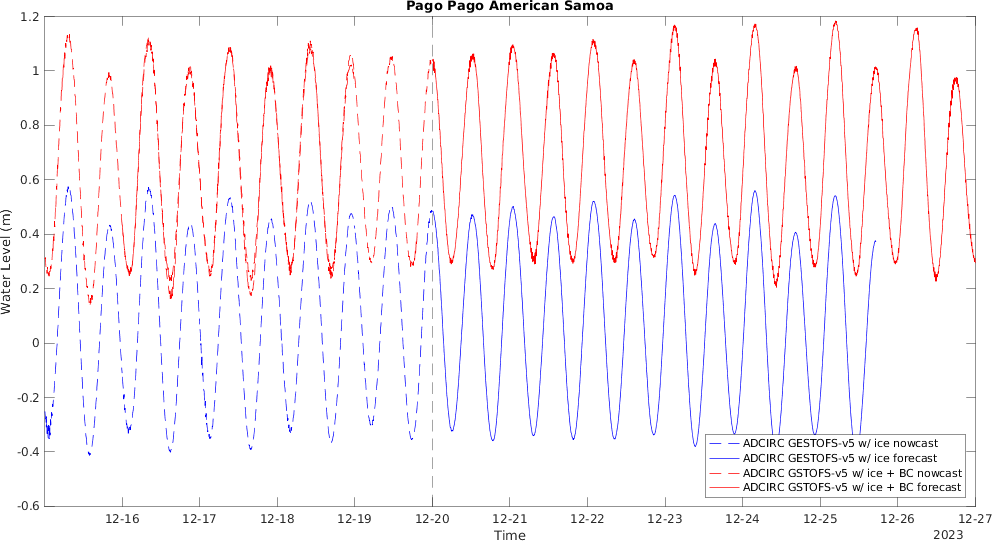 Pago Pago American Samoa
1.2
1
0.8
0.6
0.4
0.2
0
-0.2
-0.4
-0.6
Water Level (m)
12-16 12-17 12-18 12-19 12-20 12-21 12-22 12-23 12-24 12-25 12-26 12-27
Time
2023
ADCIRC GESTOFS-v5 w/ ice nowcast
ADCIRC GESTOFS-v5 w/ ice forecast
ADCIRC GSTOFS-v5 w/ ice + BC nowcast
ADCIRC GSTOFS-v5 w/ ice + BC forecast